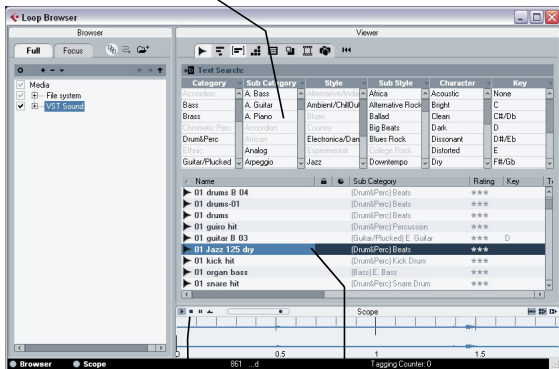 Loop Browser
Browser
Viewer
Full Focus
Text Search:
Category Sub Category Style Sub Style Character Key
Accordion A. Bass Alternative/Indie Africa Acoustic None
Bass A. Guitar Ambient/ChillOut Alternative Rock Bright C
Brass A. Piano Blues Ballad Clean C#/Db
Chromatic Perc Accordion Country Big Beats Dark D
Drum&Perc African Electronica/Dan Blues Rock Dissonant D#/Eb
Ethnic Analog Experimental College Rock Distorted E
Guitar/Plucked Arpeggio Jazz Downtempo Dry F#/Gb
Media
File system
VST Sound
Name Sub Category Rating Key
01 drums B 04 (Drum&Perc) Beats ***
01 drums-01 (Drum&Perc) Beats ***
01 drums (Drum&Perc) Beats ***
01 guiro hit (Drum&Perc) Percussion ***
01 guitar B 03 (Guitar/Plucked) E. Guitar *** D
01 Jazz 125 dry (Drum&Perc) Beats ***
01 kick hit (Drum&Perc) Kick Drum ***
01 organ bass (Bass) E. Bass ***
01 snare hit (Drum&Perc) Snare Drum ***
Scope
0 0.5 1 1.5
Browser Scope 861 ...d Tagging Counter: 0